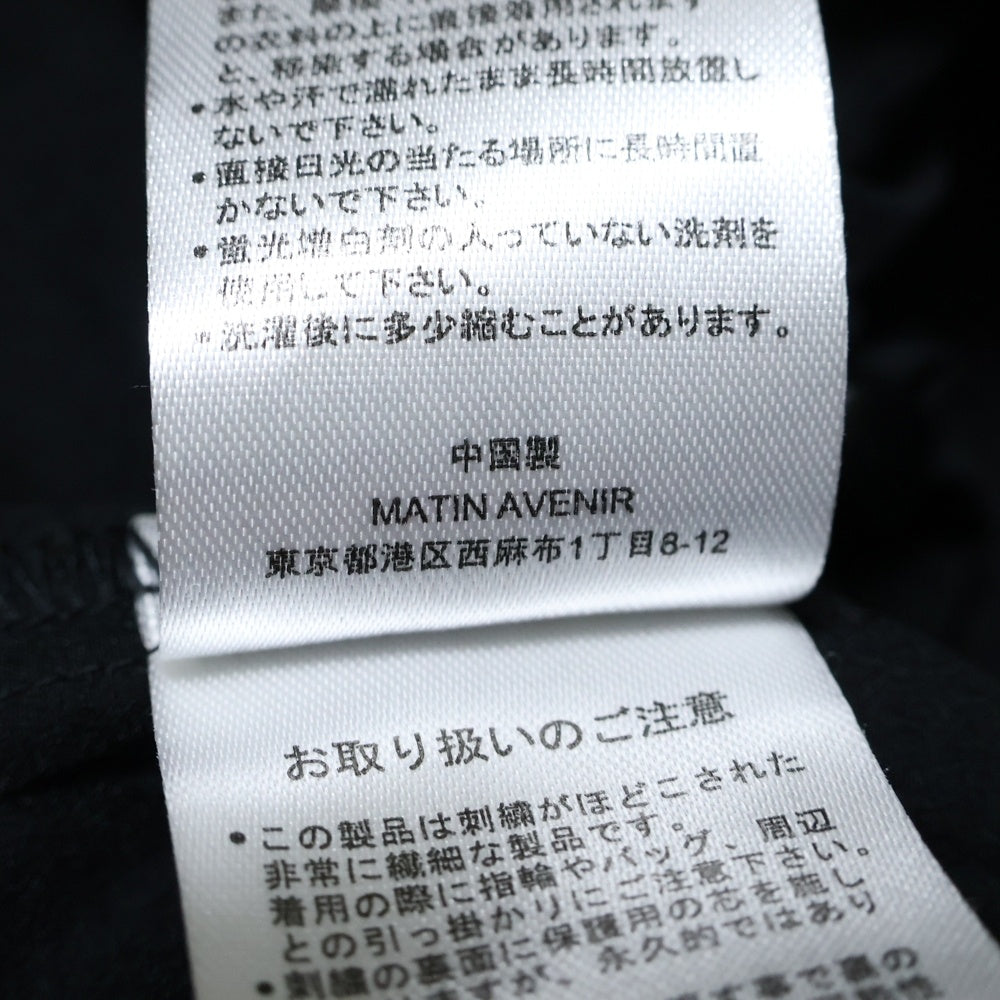 また、摩擦
の衣料の上に直接着用されます
と、移染する場合があります。
・水や汗で濡れたまま長時間放置し
ないで下さい。
・直接日光の当たる場所に長時間置
かないで下さい。
・蛍光増白剤の入っていない洗剤を
使用して下さい。
・洗濯後に多少縮むことがあります。
中国製
MATIN AVENIR
東京都港区西麻布1丁目8-12
お取り扱いのご注意
・この製品は刺繍がほどこされた
非常に繊細な製品です。
着用の際に指輪やバッグ、周辺
との引っ掛かりにご注意下さい。
・刺繍の裏面に保護用の芯を施し
ますが、永久的ではあり